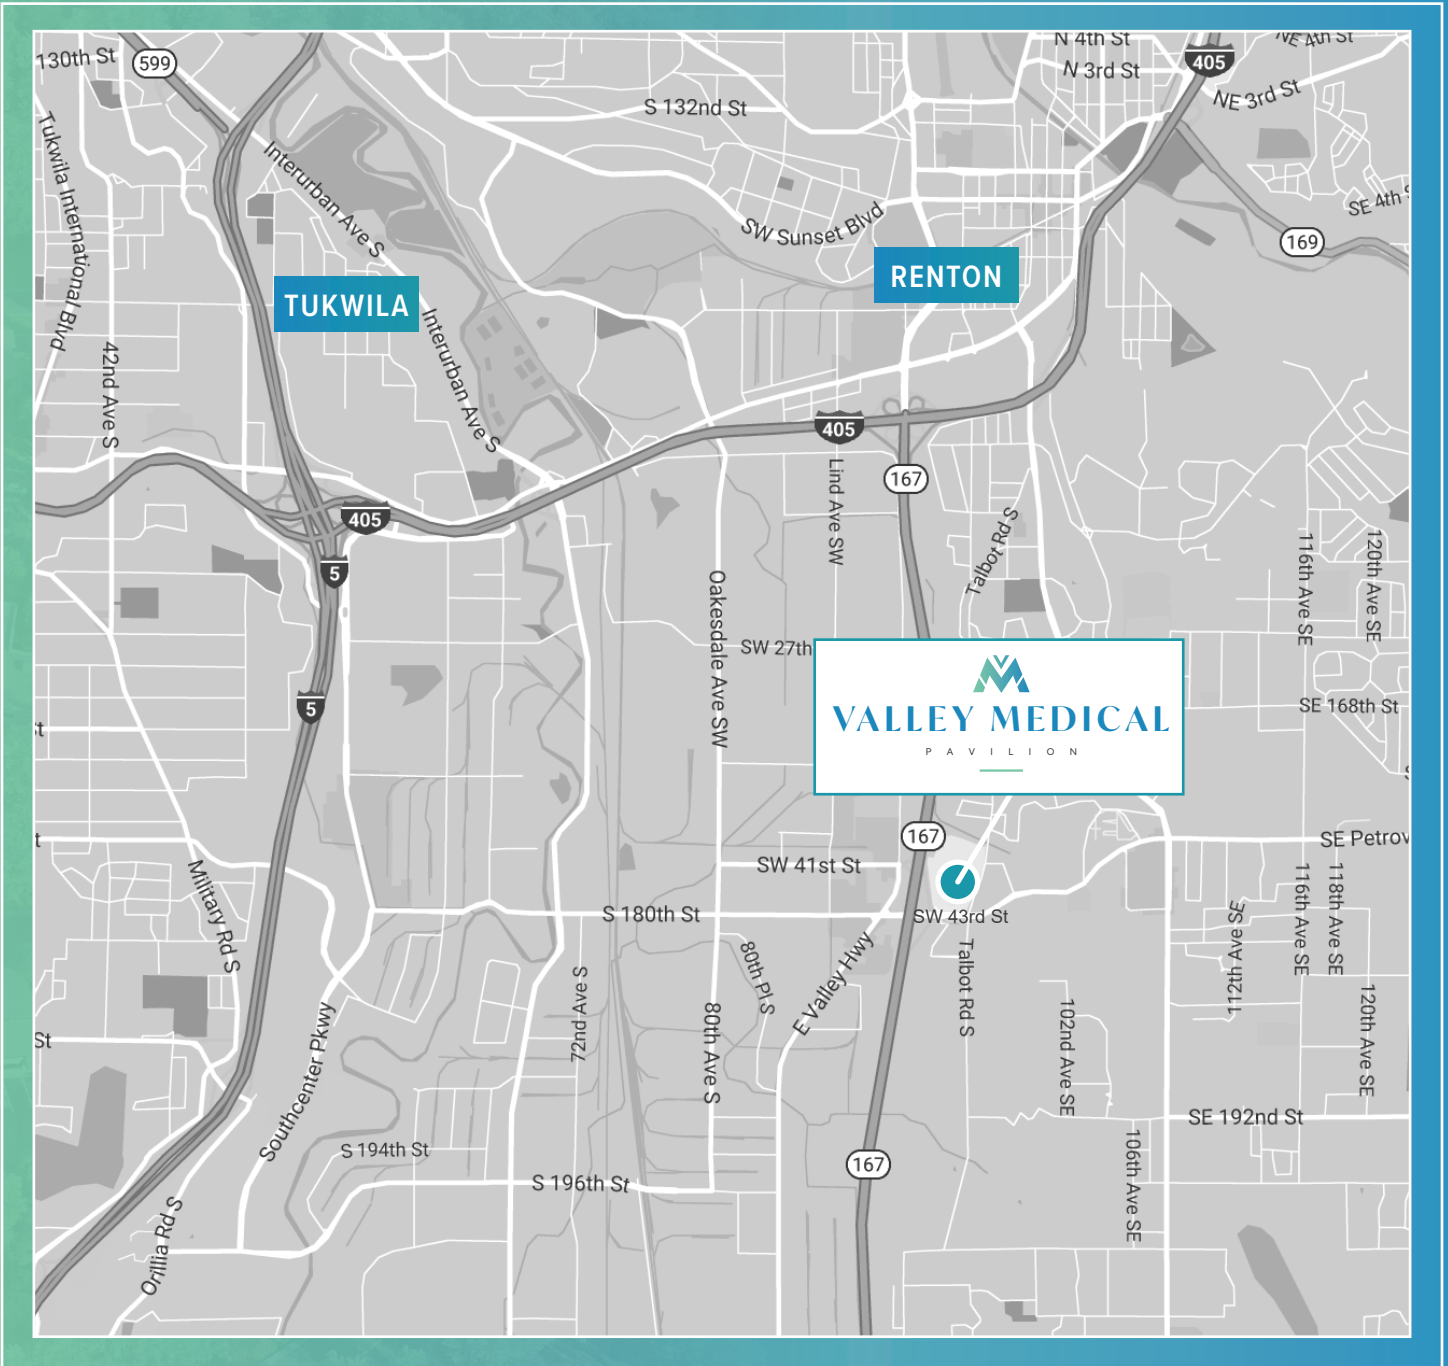 130th St
599
N 4th St
N 3rd St
405
NE 4th St
NE 3rd St
S 132nd St
Tukwila International Blvd
Interurban Ave S
SW Sunset Blvd
SE 4th
169
TUKWILA
RENTON
42nd Ave S
Interurban Ave S
405
167
Lind Ave SW
405
5
Talbot Rd S
116th Ave SE
120th Ave SE
Oakesdale Ave SW
SW 27th
VALLEY MEDICAL
PAVILION
5
SE 168th St
167
SE Petrov
SW 41st St
Military Rd S
S 180th St
SW 43rd St
116th Ave SE
118th Ave SE
112th Ave SE
80th Pl S
E Valley Hwy
Talbot Rd S
72nd Ave S
80th Ave S
102nd Ave SE
120th Ave SE
St
Southcenter Pkwy
SE 192nd St
S 194th St
106th Ave SE
167
S 196th St
Orillia Rd S